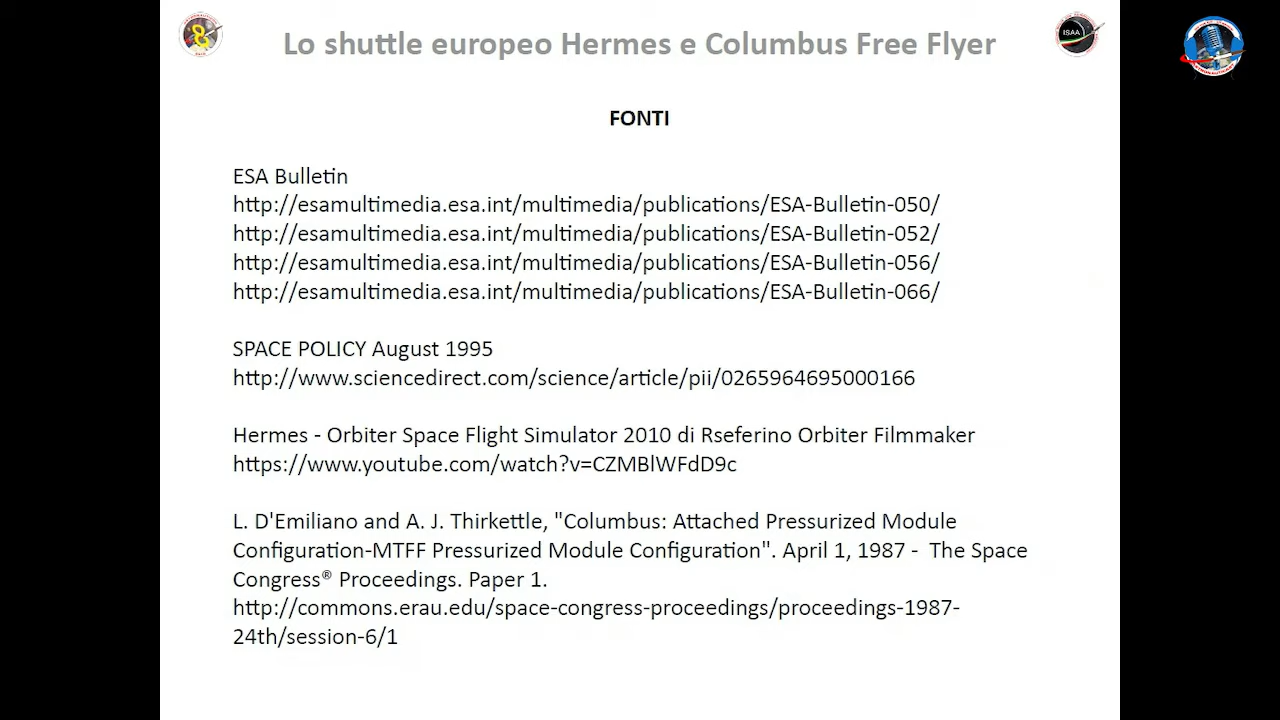 Lo shuttle europeo Hermes e Columbus Free Flyer
ISAA
FONTI
ESA Bulletin
http://esamultimedia.esa.int/multimedia/publications/ESA-Bulletin-050/
http://esamultimedia.esa.int/multimedia/publications/ESA-Bulletin-052/
http://esamultimedia.esa.int/multimedia/publications/ESA-Bulletin-056/
http://esamultimedia.esa.int/multimedia/publications/ESA-Bulletin-066/
SPACE POLICY August 1995
http://www.sciencedirect.com/science/article/pii/0265964695000166
Hermes - Orbiter Space Flight Simulator 2010 di Rseferino Orbiter Filmmaker
https://www.youtube.com/watch?v=CZMBlWFdD9c
L. D'Emiliano and A. J. Thirkettle, "Columbus: Attached Pressurized Module
Configuration-MTFF Pressurized Module Configuration". April 1, 1987 -  The Space
Congress® Proceedings. Paper 1.
http://commons.erau.edu/space-congress-proceedings/proceedings-1987-
24th/session-6/1